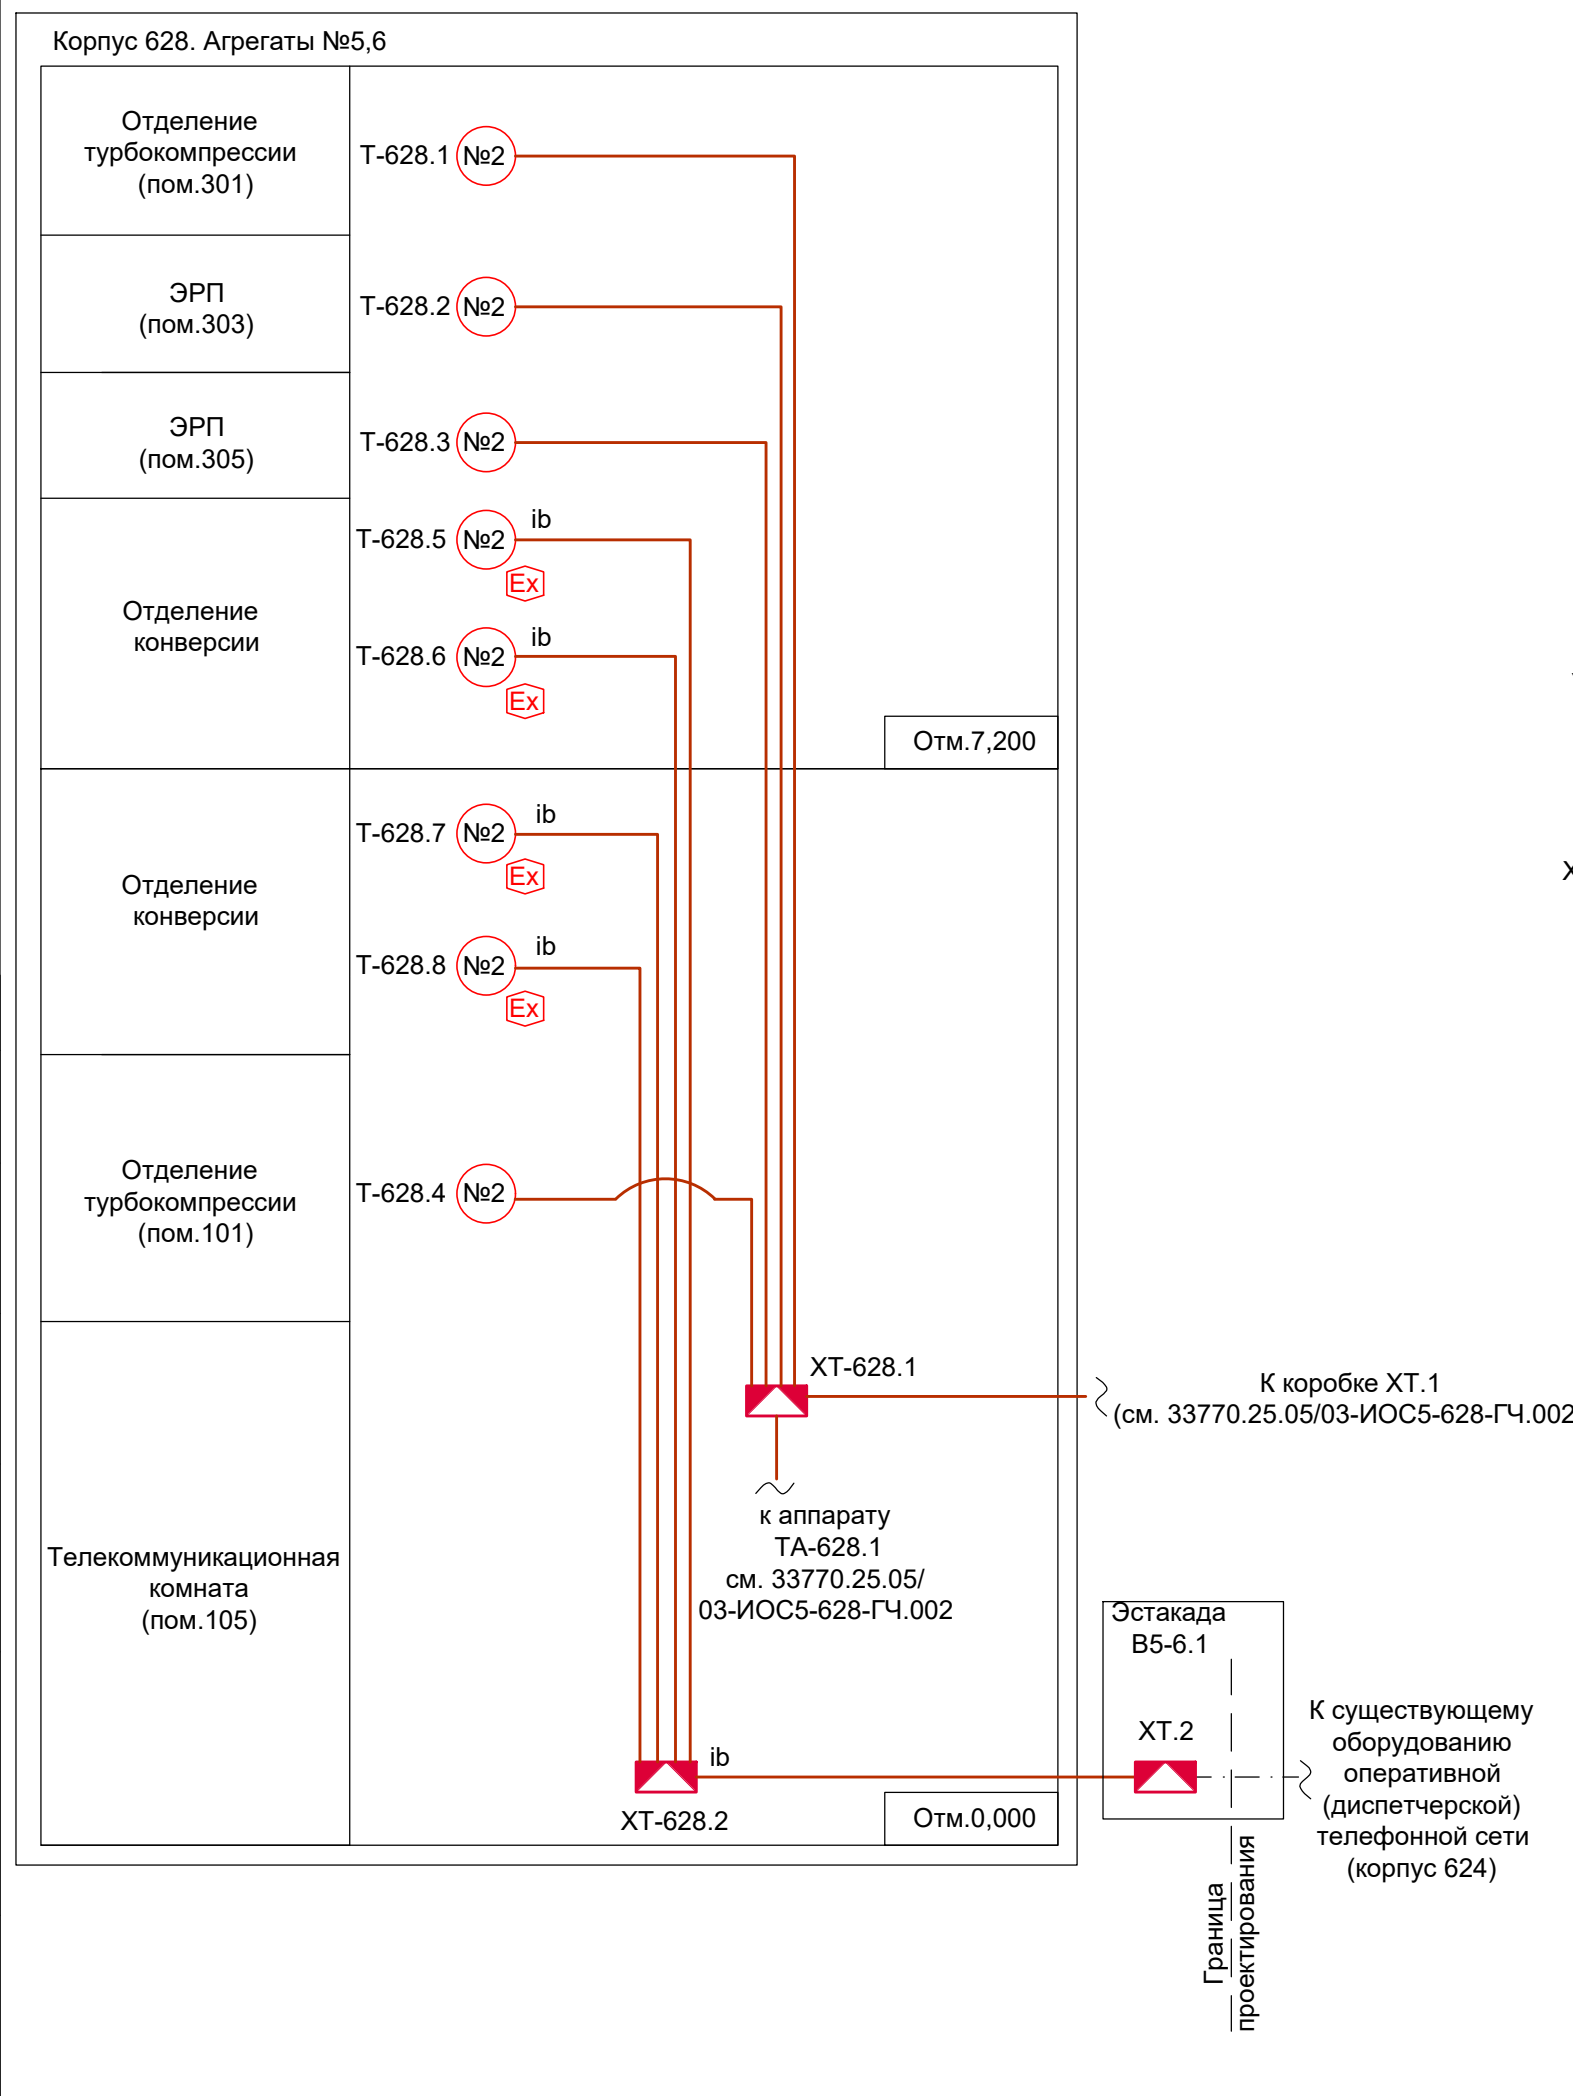 Корпус 628. Агрегаты №5,6
Отделение
турбокомпрессии
(пом.301)
Т-628.1
№2
ЭРП
(пом.303)
Т-628.2
№2
ЭРП
(пом.305)
Т-628.3
№2
Отделение
конверсии
Т-628.5
№2
ib
Ex
Т-628.6
№2
ib
Ex
Отм.7,200
Отделение
конверсии
Т-628.7
№2
ib
Ex
Т-628.8
№2
ib
Ex
Х
Отделение
турбокомпрессии
(пом.101)
Т-628.4
№2
ХТ-628.1
К коробке ХТ.1
(см. 33770.25.05/03-ИОС5-628-ГЧ.002
к аппарату
ТА-628.1
см. 33770.25.05/
03-ИОС5-628-ГЧ.002
Телекоммуникационная
комната
(пом.105)
ib
ХТ-628.2
Отм.0,000
Эстакада
В5-6.1
ХТ.2
К существующему
оборудованию
оперативной
(диспетчерской)
телефонной сети
(корпус 624)
Граница
проектирования